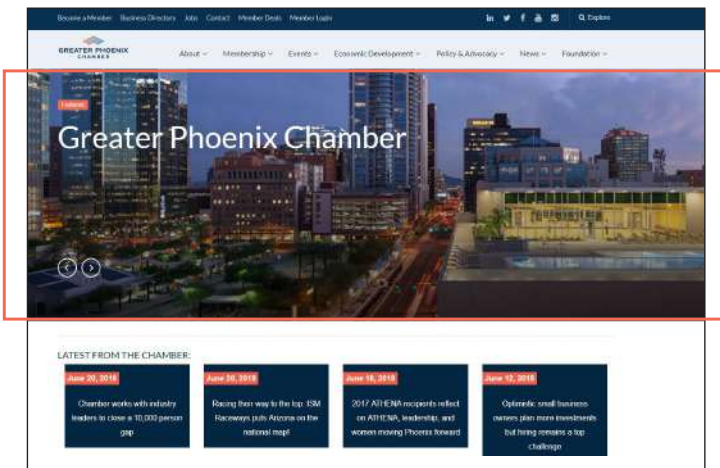 Become a Member Business Directory Jobs Contact Member Deals Member Login
Explore
GREATER PHOENIX
CHAMBER
About Membership Events Economic Development Policy & Advocacy News Foundation
Featured
Greater Phoenix Chamber
LATEST FROM THE CHAMBER:
June 20, 2018
Chamber works with industry
leaders to close a 10,000 person
gap
June 20, 2018
Racing their way to the top: ISM
Raceways puts Arizona on the
national map!
June 18, 2018
2017 ATHENA recipients reflect
on ATHENA, leadership, and
women moving Phoenix forward
June 12, 2018
Optimistic small business
owners plan more investments
but hiring remains a top
challenge